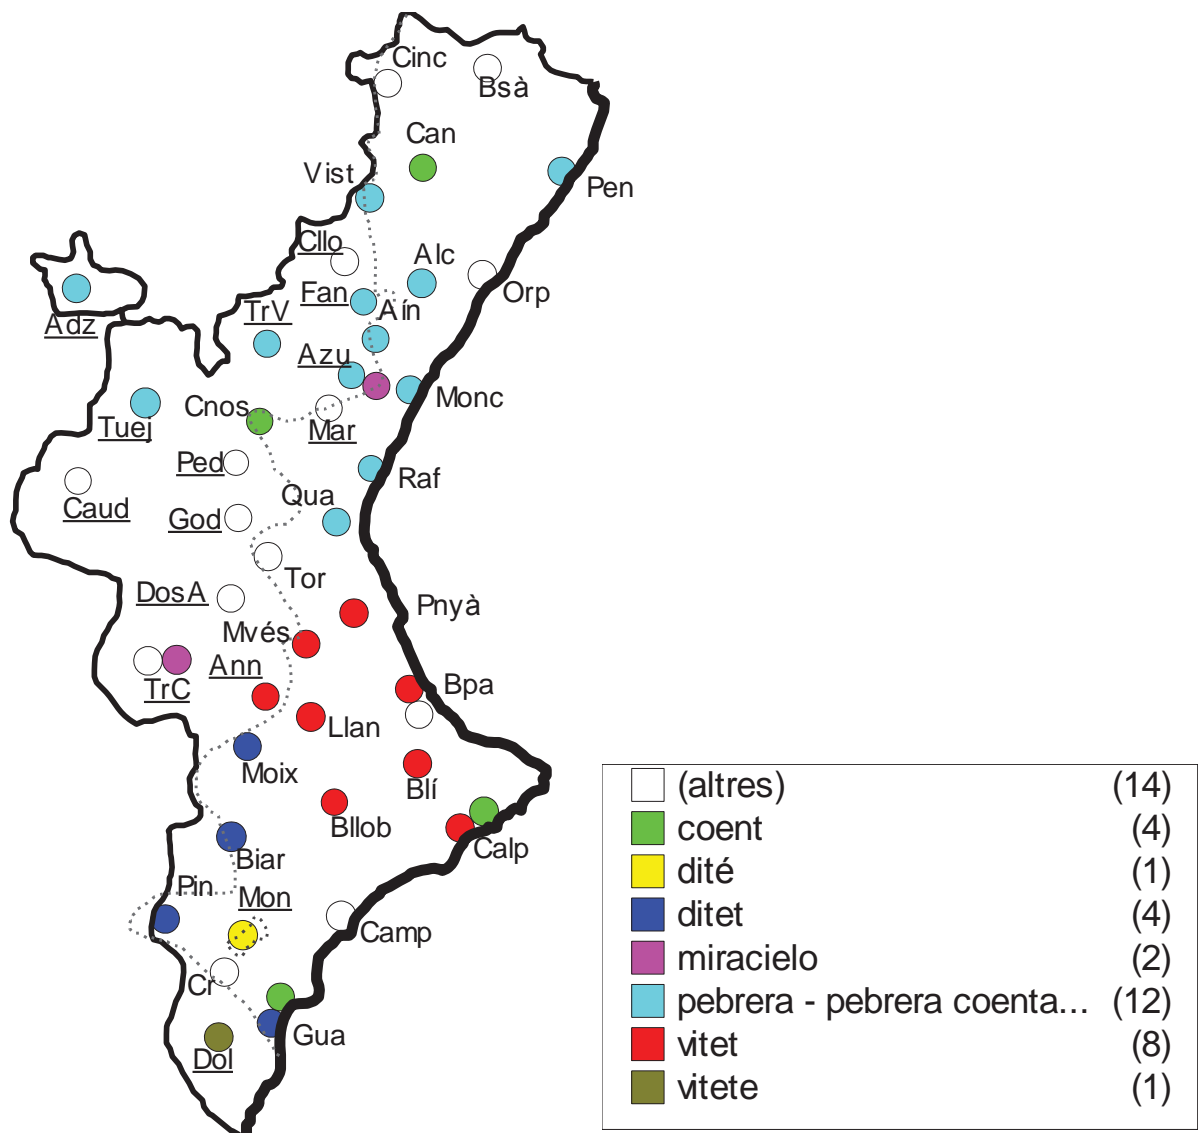 Cinc
Bsà
Can
Vist
Pen
Cllo
Alc
Fan
Orp
TrV
Aín
Adz
Azu
Monc
Cnos
Tuej
Mar
Ped
Raf
Caud
Qua
God
Tor
DosA
Pnyà
Mvés
Ann
TrC
Bpa
Llan
Moix
Blí
Bllob
Calp
Biar
Pin
Mon
Camp
Cr
Gua
Dol
(altres) (14)
coent (4)
dité (1)
ditet (4)
miracielo (2)
pebrera - pebrera coenta... (12)
vitet (8)
vitete (1)